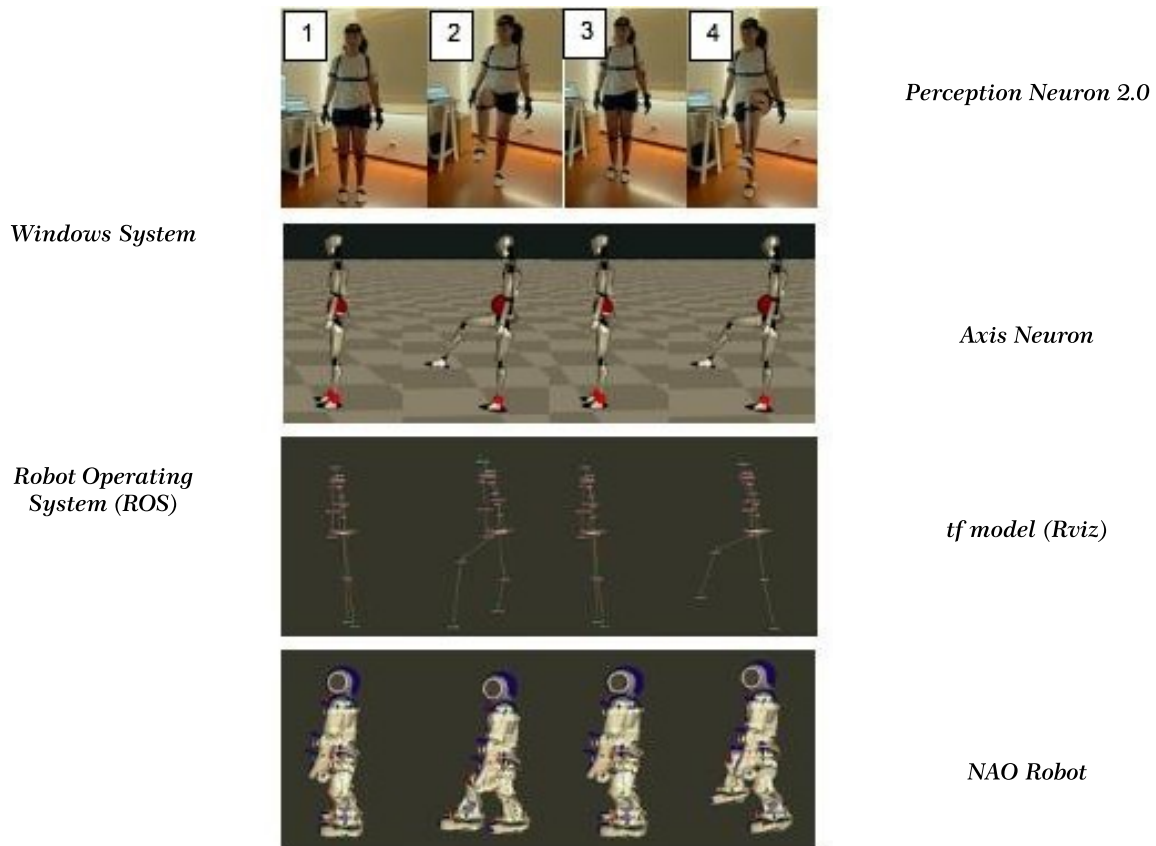 1
2
3
4
Perception Neuron 2.0
Windows System
Axis Neuron
Robot Operating
System (ROS)
tf model (Rviz)
NAO Robot